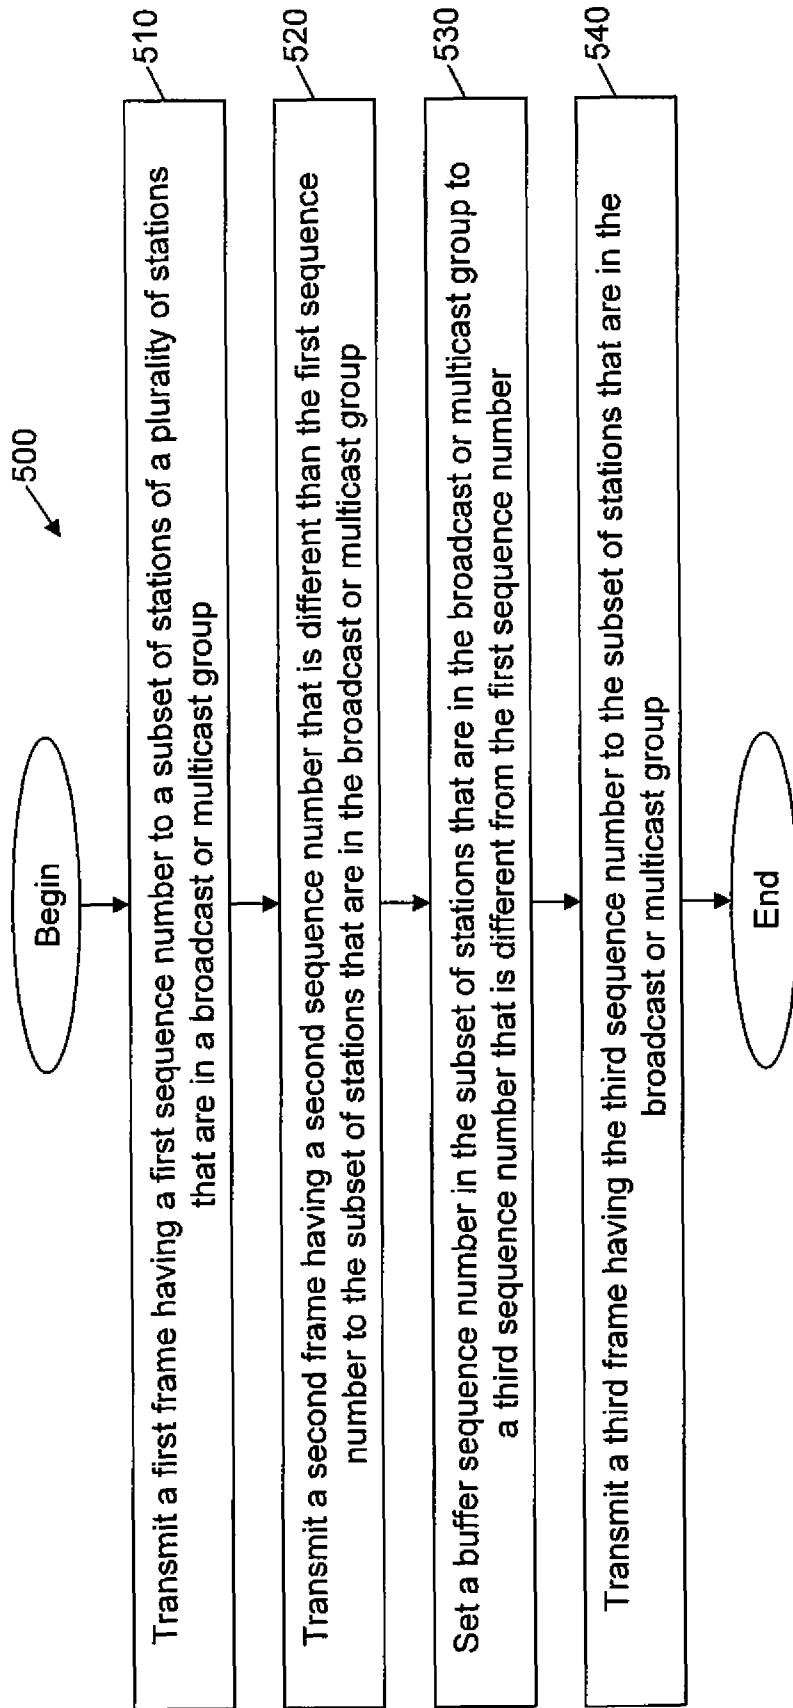 500
Begin
Transmit a first frame having a first sequence number to a subset of stations of a plurality of stations
that are in a broadcast or multicast group
510
Transmit a second frame having a second sequence number that is different than the first sequence
number to the subset of stations that are in the broadcast or multicast group
520
Set a buffer sequence number in the subset of stations that are in the broadcast or multicast group to
a third sequence number that is different from the first sequence number
530
Transmit a third frame having the third sequence number to the subset of stations that are in the
broadcast or multicast group
540
End